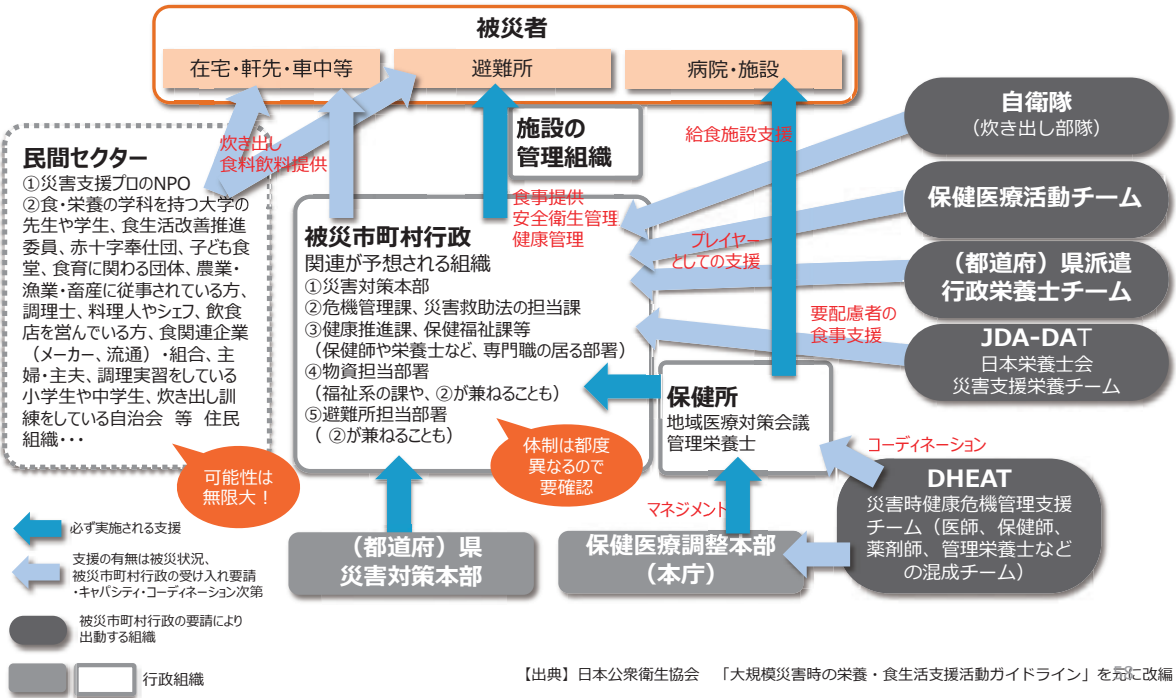 被災者
在宅・軒先・車中等
避難所
病院・施設
民間セクター
①災害支援プロのNPO
②食・栄養の学科を持つ大学の
先生や学生、食生活改善推進
委員、赤十字奉仕団、子ども食
堂、食育に関わる団体、農業・
漁業・畜産に従事されている方、
調理士、料理人やシェフ、飲食
店を営んでいる方、食関連企業
（メーカー、流通）・組合、主
婦・主夫、調理実習をしている
小学生や中学生、炊き出し訓
練をしている自治会 等 住民
組織・・・
可能性は
無限大！
炊き出し
食料飲料提供
施設の
管理組織
食事提供
安全衛生管理
健康管理
給食施設支援
被災市町村行政
関連が予想される組織
①災害対策本部
②危機管理課、災害救助法の担当課
③健康推進課、保健福祉課等
（保健師や栄養士など、専門職の居る部署）
④物資担当部署
（福祉系の課や、②が兼ねることも）
⑤避難所担当部署
（ ②が兼ねることも）
体制は都度
異なるので
要確認
プレイヤー
としての支援
要配慮者の
食事支援
自衛隊
（炊き出し部隊）
保健医療活動チーム
（都道府）県派遣
行政栄養士チーム
JDA-DAT
日本栄養士会
災害支援栄養チーム
保健所
地域医療対策会議
管理栄養士
コーディネーション
DHEAT
災害時健康危機管理支援
チーム（医師、保健師、
薬剤師、管理栄養士など
の混成チーム）
マネジメント
（都道府）県
災害対策本部
保健医療調整本部
（本庁）
必ず実施される支援
支援の有無は被災状況、
被災市町村行政の受け入れ要請
・キャパシティ・コーディネーション次第
被災市町村行政の要請により
出動する組織
行政組織
【出典】日本公衆衛生協会 「大規模災害時の栄養・食生活支援活動ガイドライン」を元に改編